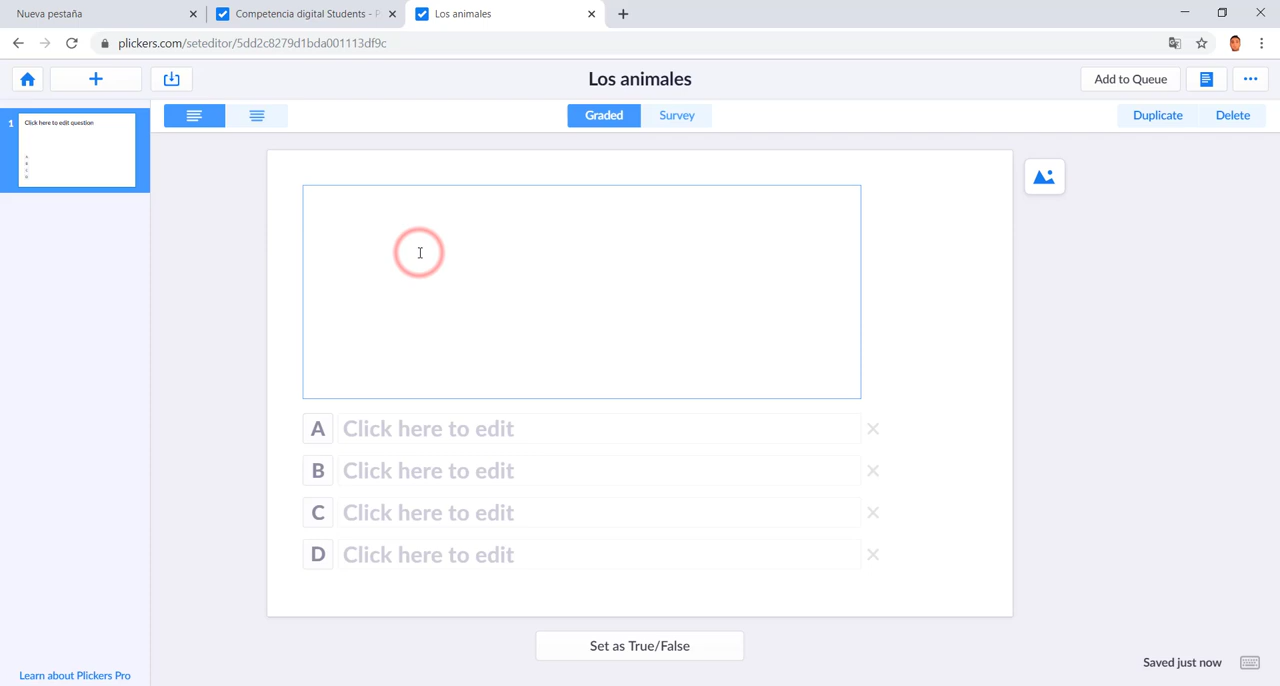 Nueva pestaña
Competencia digital Students - P
Los animales
plickers.com/seteditor/5dd2c8279d1bda001113df9c
Los animales
Add to Queue
Graded
Survey
Duplicate
Delete
1
Click here to edit question
A
B
C
D
A Click here to edit
B Click here to edit
C Click here to edit
D Click here to edit
Set as True/False
Learn about Plickers Pro
Saved just now